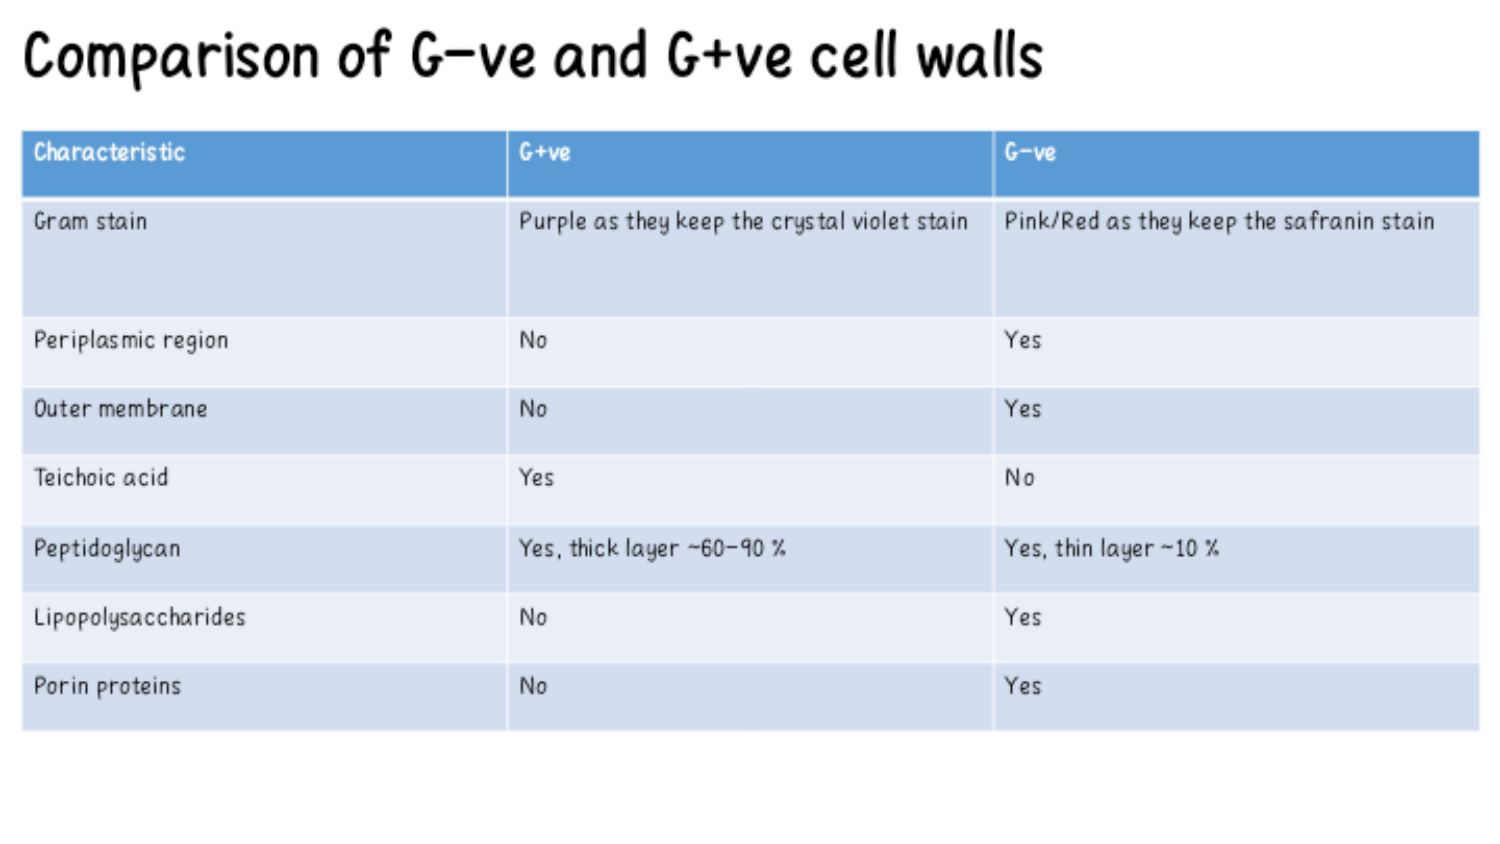 Comparison of G-ve and G+ve cell walls
Characteristic G+ve G-ve
Gram stain Purple as they keep the crystal violet stain Pink/Red as they keep the safranin stain
Periplasmic region No Yes
Outer membrane No Yes
Teichoic acid Yes No
Peptidoglycan Yes, thick layer ~60-90 % Yes, thin layer ~10 %
Lipopolysaccharides No Yes
Porin proteins No Yes